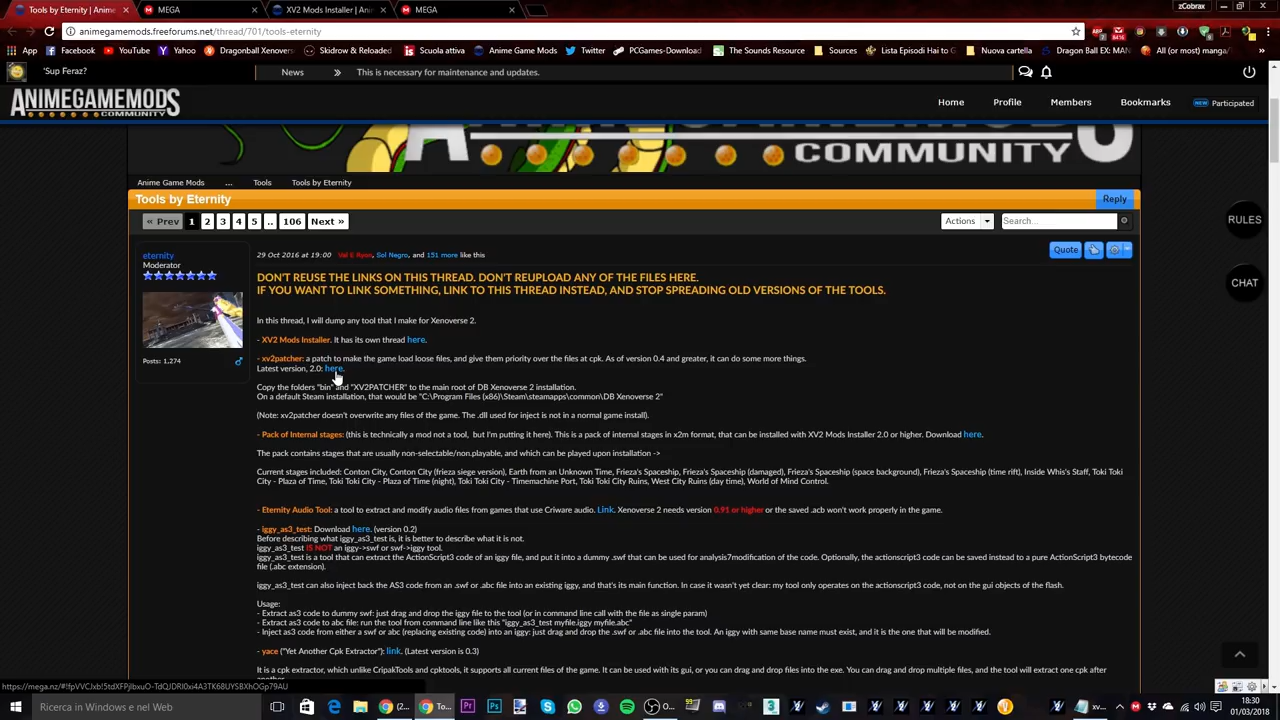 Tools by Eternity | Anim
MEGA
XV2 Mods Installer | Ani
MEGA
zCobrax
animegamemods.freeforums.net/thread/701/tools-eternity
App
Facebook
YouTube
Yahoo
Dragonball Xenovers
Skidrow & Reloaded
Scuola attiva
Anime Game Mods
Twitter
PCGames-Download
The Sounds Resource
Sources
Lista Episodi Hai to G
Nuova cartella
Dragon Ball EX: MAN
All (or most) manga/
'Sup Feraz?
News
This is necessary for maintenance and updates.
ANIMEGAMEMODS
COMMUNITY
Home
Profile
Members
Bookmarks
NEW Participated
COMMUNITY
Anime Game Mods
...
Tools
Tools by Eternity
Tools by Eternity
Reply
« Prev 1 2 3 4 5 .. 106 Next »
Actions
Search...
RULES
CHAT
eternity
Moderator
Posts: 1,274
29 Oct 2016 at 19:00 Val E Ryus, Sol Negro, and 151 more like this
Quote
DON'T REUSE THE LINKS ON THIS THREAD. DON'T REUPLOAD ANY OF THE FILES HERE.
IF YOU WANT TO LINK SOMETHING, LINK TO THIS THREAD INSTEAD, AND STOP SPREADING OLD VERSIONS OF THE TOOLS.
In this thread, I will dump any tool that I make for Xenoverse 2.
- XV2 Mods Installer. It has its own thread here.
- xv2patcher: a patch to make the game load loose files, and give them priority over the files at cpk. As of version 0.4 and greater, it can do some more things.
Latest version, 2.0: here.
Copy the folders "bin" and "XV2PATCHER" to the main root of DB Xenoverse 2 installation.
On a default Steam installation, that would be "C:\Program Files (x86)\Steam\steamapps\common\DB Xenoverse 2"
(Note: xv2patcher doesn't overwrite any files of the game. The .dll used for inject is not in a normal game install).
- Pack of Internal stages: (this is technically a mod not a tool, but I'm putting it here). This is a pack of internal stages in x2m format, that can be installed with XV2 Mods Installer 2.0 or higher. Download here.
The pack contains stages that are usually non-selectable/non.playable, and which can be played upon installation ->
Current stages included: Conton City, Conton City (frieza siege version), Earth from an Unknown Time, Frieza's Spaceship, Frieza's Spaceship (damaged), Frieza's Spaceship (space background), Frieza's Spaceship (time rift), Inside Whis's Staff, Toki Toki
City - Plaza of Time, Toki Toki City - Plaza of Time (night), Toki Toki City - Timemachine Port, Toki Toki City Ruins, West City Ruins (day time), World of Mind Control.
- Eternity Audio Tool: a tool to extract and modify audio files from games that use Criware audio. Link. Xenoverse 2 needs version 0.91 or higher or the saved .acb won't work properly in the game.
- iggy_as3_test: Download here. (version 0.2)
Before describing what iggy_as3_test is, it is better to describe what it is not.
iggy_as3_test IS NOT an iggy->swf or swf->iggy tool.
iggy_as3_test is a tool that can extract the ActionScript3 code of an iggy file, and put it into a dummy .swf that can be used for analysis7modification of the code. Optionally, the actionscript3 code can be saved instead to a pure ActionScript3 bytecode
file (.abc extension).
iggy_as3_test can also inject back the AS3 code from an .swf or .abc file into an existing iggy, and that's its main function. In case it wasn't yet clear: my tool only operates on the actionscript3 code, not on the gui objects of the flash.
Usage:
- Extract as3 code to dummy swf: just drag and drop the iggy file to the tool (or in command line call with the file as single param)
- Extract as3 code to abc file: run the tool from command line like this "iggy_as3_test myfile.iggy myfile.abc"
- Inject as3 code from either a swf or abc (replacing existing code) into an iggy: just drag and drop the .swf or .abc file into the tool. An iggy with same base name must exist, and it is the one that will be modified.
- yace ("Yet Another Cpk Extractor"): link. (Latest version is 0.3)
It is a cpk extractor, which unlike CripakTools and cpktools, it supports all current files of the game. It can be used with its gui, or you can drag and drop files into the exe. You can drag and drop multiple files, and the tool will extract one cpk after
another.
Ricerca in Windows e nel Web
(2...
To...
O...
xv...
18:30
01/03/2018